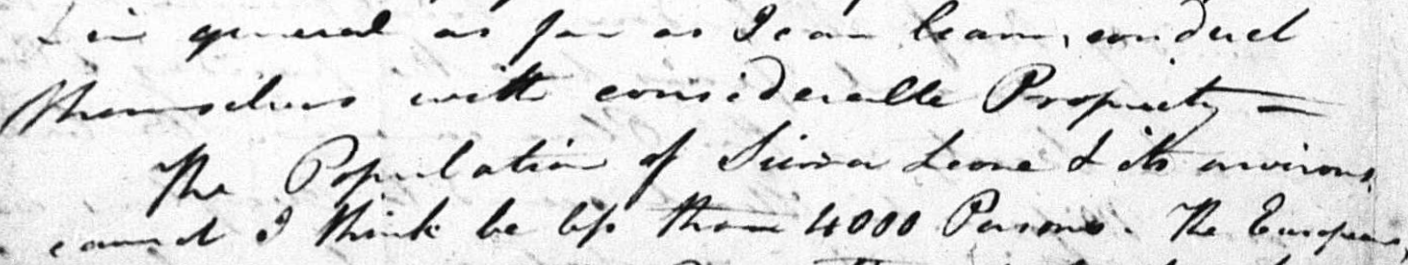 & in general as far as I can learn, conduct
themselves with considerable Propriety =
The Population of Sierra Leone & its environs
cannot I think be less than 4000 Persons. The Europeans,